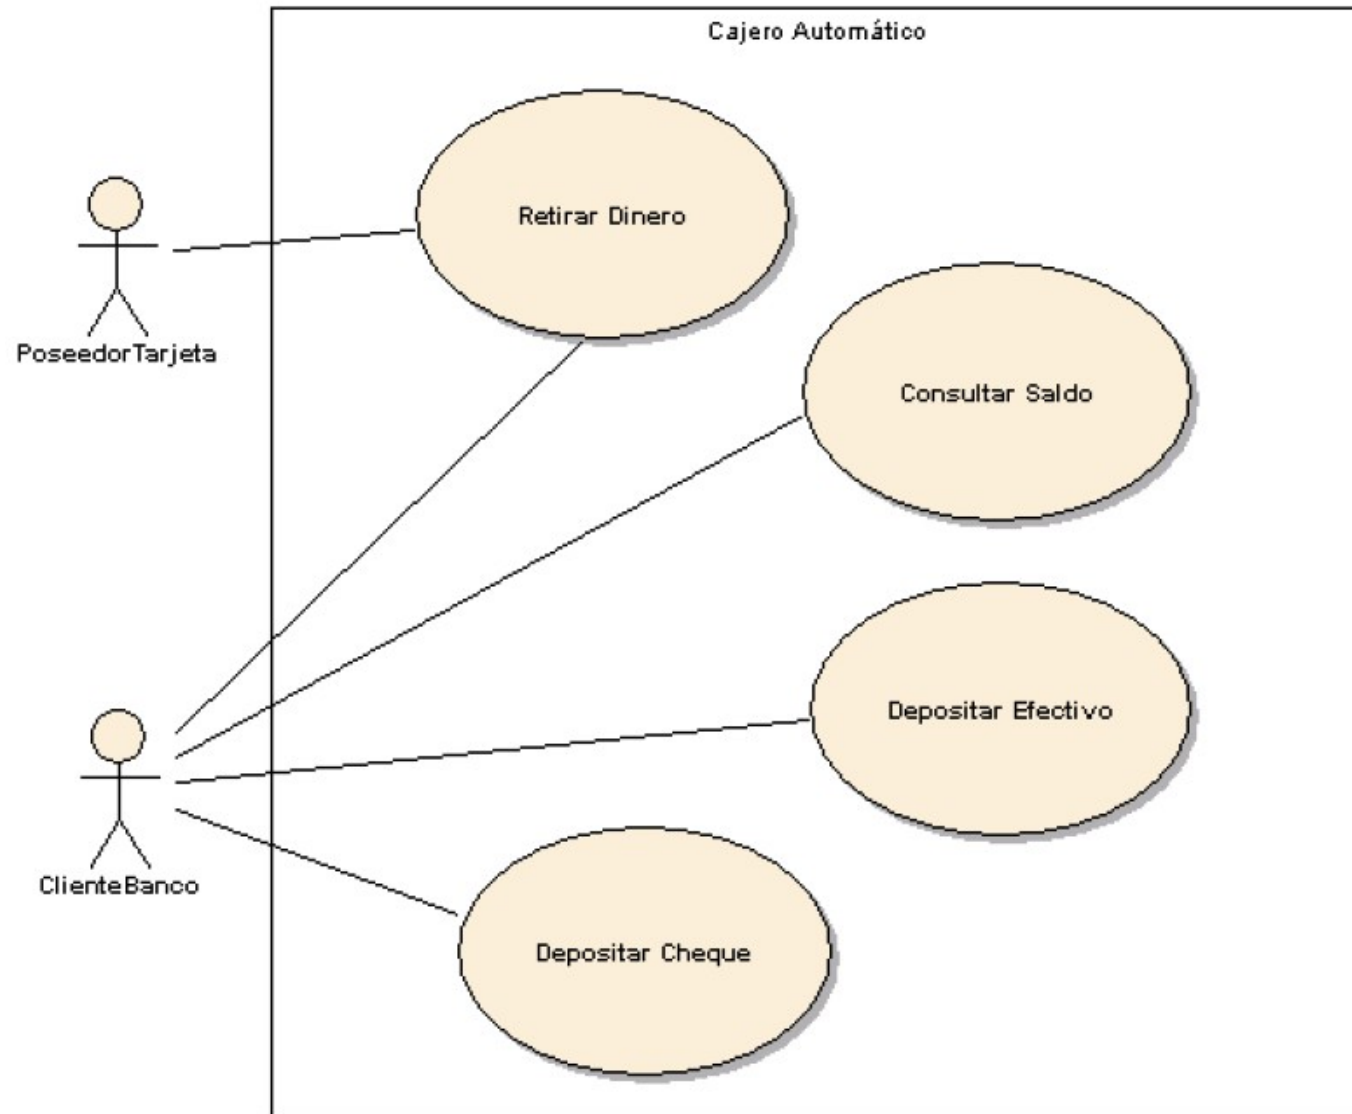 Cajero Automático
Retirar Dinero
PoseedorTarjeta
Consultar Saldo
Depositar Efectivo
ClienteBanco
Depositar Cheque